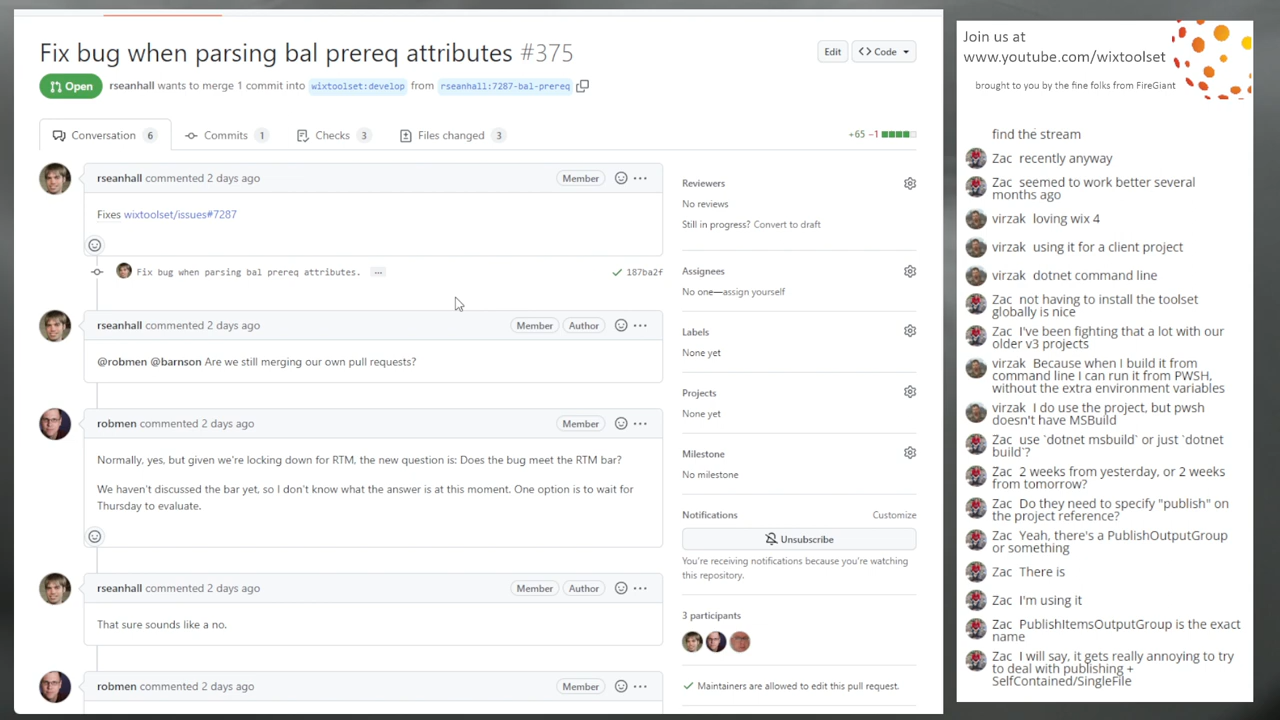 Fix bug when parsing bal prereq attributes #375
Edit
Code
Open
rseanhall wants to merge 1 commit into wixtoolset:develop from rseanhall:7287-bal-prereq
Conversation 6
Commits 1
Checks 3
Files changed 3
+65 −1
rseanhall commented 2 days ago
Member
Fixes wixtoolset/issues#7287
Fix bug when parsing bal prereq attributes.
187ba2f
rseanhall commented 2 days ago
Member
Author
@robmen @barnson Are we still merging our own pull requests?
robmen commented 2 days ago
Member
Normally, yes, but given we're locking down for RTM, the new question is: Does the bug meet the RTM bar?
We haven't discussed the bar yet, so I don't know what the answer is at this moment. One option is to wait for
Thursday to evaluate.
rseanhall commented 2 days ago
Member
Author
That sure sounds like a no.
robmen commented 2 days ago
Member
Reviewers
No reviews
Still in progress? Convert to draft
Assignees
No one—assign yourself
Labels
None yet
Projects
None yet
Milestone
No milestone
Notifications
Customize
Unsubscribe
You're receiving notifications because you're watching
this repository.
3 participants
Maintainers are allowed to edit this pull request.
Join us at
www.youtube.com/wixtoolset
brought to you by the fine folks from FireGiant
find the stream
Zac recently anyway
Zac seemed to work better several
months ago
virzak loving wix 4
virzak using it for a client project
virzak dotnet command line
Zac not having to install the toolset
globally is nice
Zac I've been fighting that a lot with our
older v3 projects
virzak Because when I build it from
command line I can run it from PWSH,
without the extra environment variables
virzak I do use the project, but pwsh
doesn't have MSBuild
Zac use `dotnet msbuild` or just `dotnet
build`?
Zac 2 weeks from yesterday, or 2 weeks
from tomorrow?
Zac Do they need to specify "publish" on
the project reference?
Zac Yeah, there's a PublishOutputGroup
or something
Zac There is
Zac I'm using it
Zac PublishItemsOutputGroup is the exact
name
Zac I will say, it gets really annoying to try
to deal with publishing +
SelfContained/SingleFile